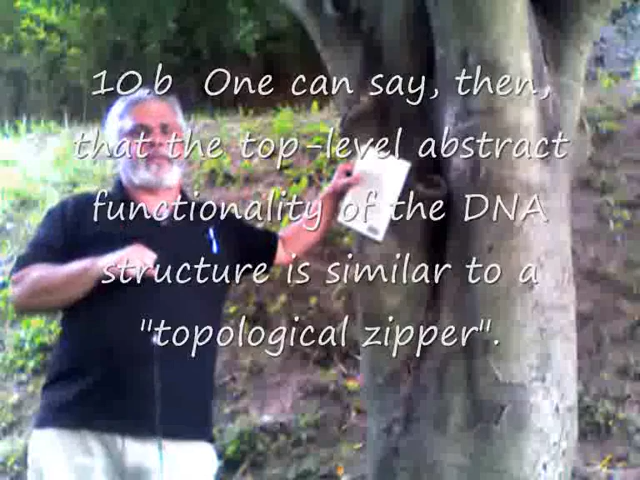 10.b One can say, then,
that the top-level abstract
functionality of the DNA
structure is similar to a
"topological zipper".